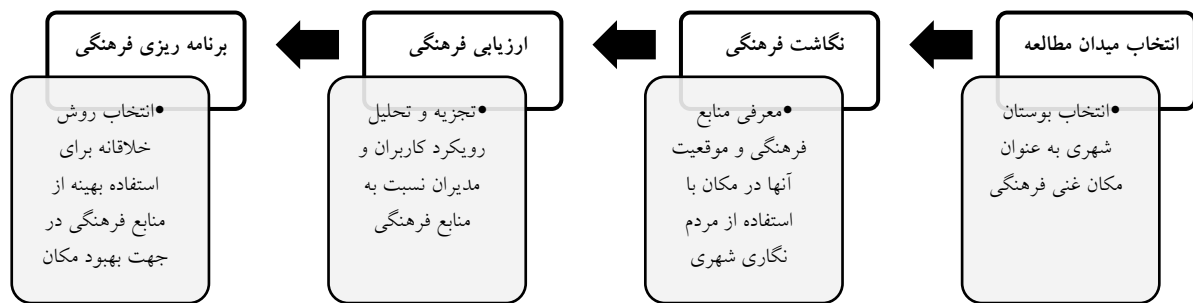 انتخاب میدان مطالعه
•انتخاب بوستان
شهری به عنوان
مکان غنی فرهنگی
نگاشت فرهنگی
•معرفی منابع
فرهنگی و موقعیت
آنها در مکان با
استفاده از مردم
نگاری شهری
ارزیابی فرهنگی
•تجزیه و تحلیل
رویکرد کاربران و
مدیران نسبت به
منابع فرهنگی
برنامه ریزی فرهنگی
•انتخاب روش
خلاقانه برای
استفاده بهینه از
منابع فرهنگی در
جهت بهبود مکان